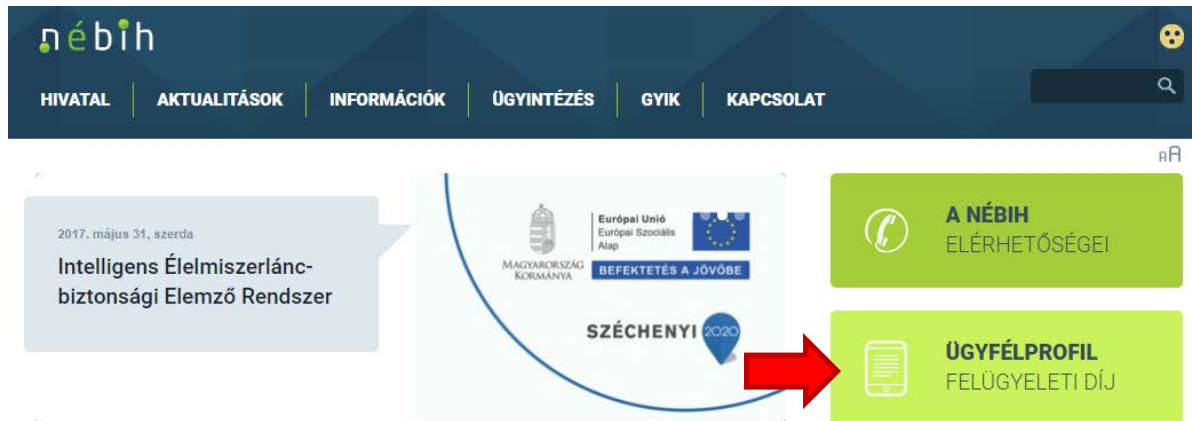 nébih
HIVATAL AKTUALITÁSOK INFORMÁCIÓK ÜGYINTÉZÉS GYIK KAPCSOLAT
AA
2017. május 31, szerda
Intelligens Élelmiszerlánc-
biztonsági Elemző Rendszer
MAGYARORSZÁG
KORMÁNYA
Európai Unió
Európai Szociális
Alap
BEFEKTETÉS A JÖVŐBE
SZÉCHENYI 2020
A NÉBIH
ELÉRHETŐSÉGEI
ÜGYFÉLPROFIL
FELÜGYELETI DÍJ